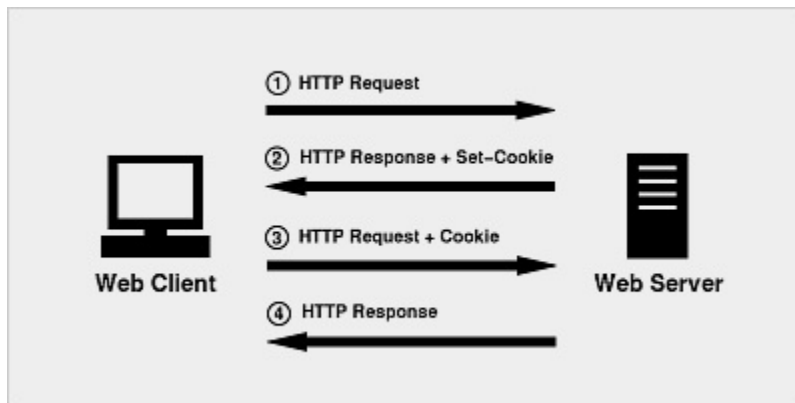 ① HTTP Request
② HTTP Response + Set-Cookie
③ HTTP Request + Cookie
④ HTTP Response
Web Client
Web Server